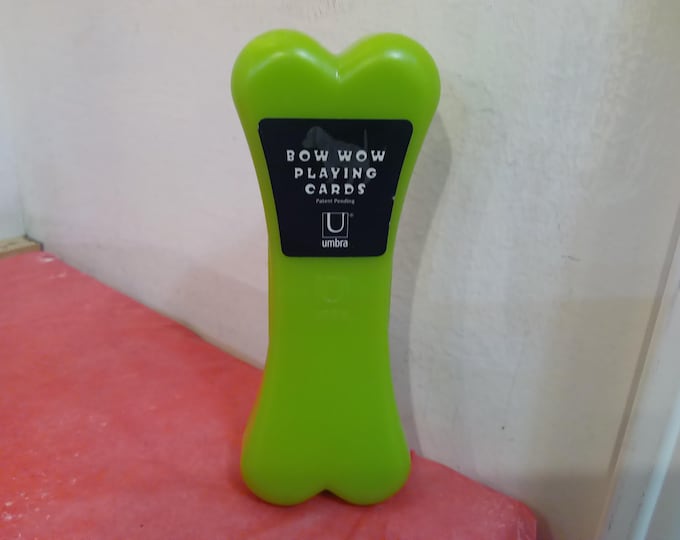 BOW WOW
PLAYING
CARDS
Patent Pending
U®
umbra